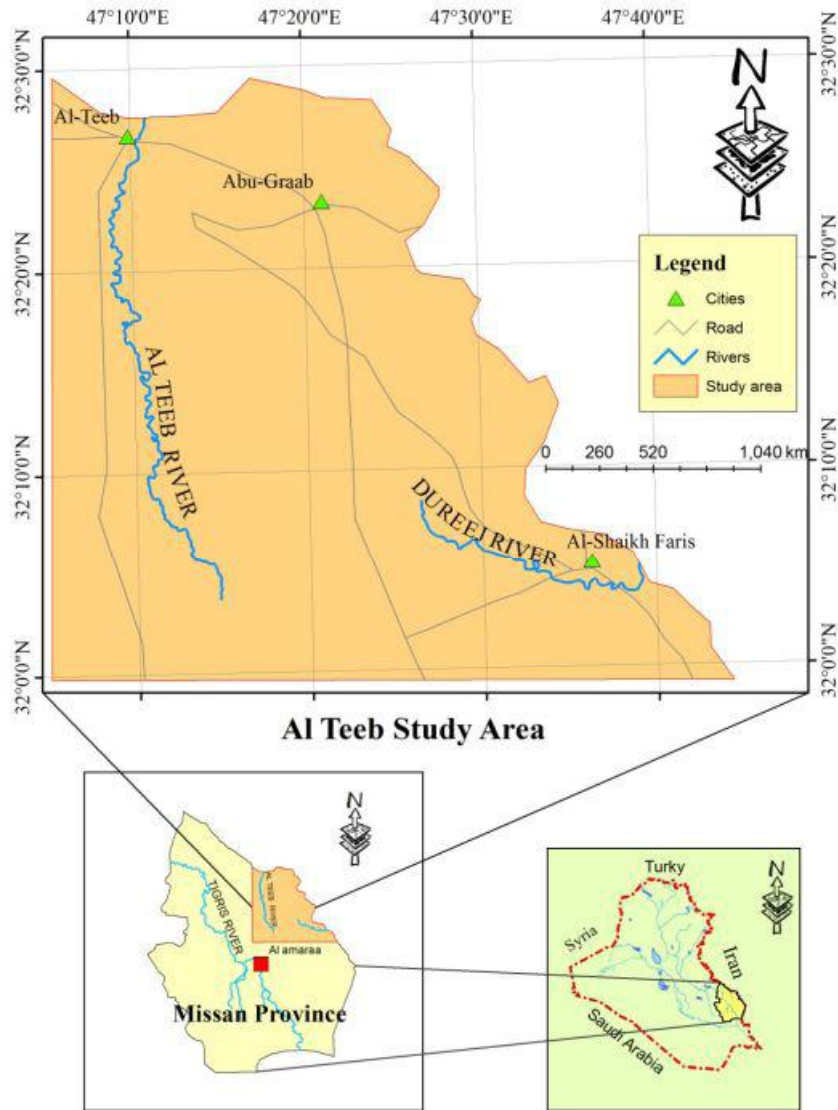 47°10'0"E 47°20'0"E 47°30'0"E 47°40'0"E
32°30'0"N
32°20'0"N
32°10'0"N
32°0'0"N
32°30'0"N
32°20'0"N
32°10'0"N
32°0'0"N
N
Al-Teeb
Abu-Graab
AL TEEB RIVER
DUREEJ RIVER
Al-Shaikh Faris
Legend
Cities
Road
Rivers
Study area
0 260 520 1,040 km
Al Teeb Study Area
N
TIGRIS RIVER
AL TEEB RIVER
Al amaraa
Missan Province
N
Turky
Syria
Iran
Saudi Arabia